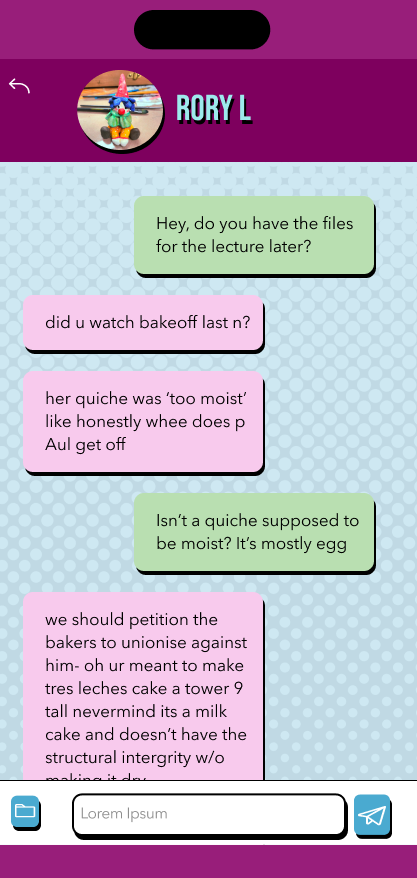 RORY L
Hey, do you have the files
for the lecture later?
did u watch bakeoff last n?
her quiche was ‘too moist’
like honestly whee does p
Aul get off
Isn’t a quiche supposed to
be moist? It’s mostly egg
we should petition the
bakers to unionise against
him- oh ur meant to make
tres leches cake a tower 9
tall nevermind its a milk
cake and doesn’t have the
structural intergrity w/o
making it dry
Lorem Ipsum